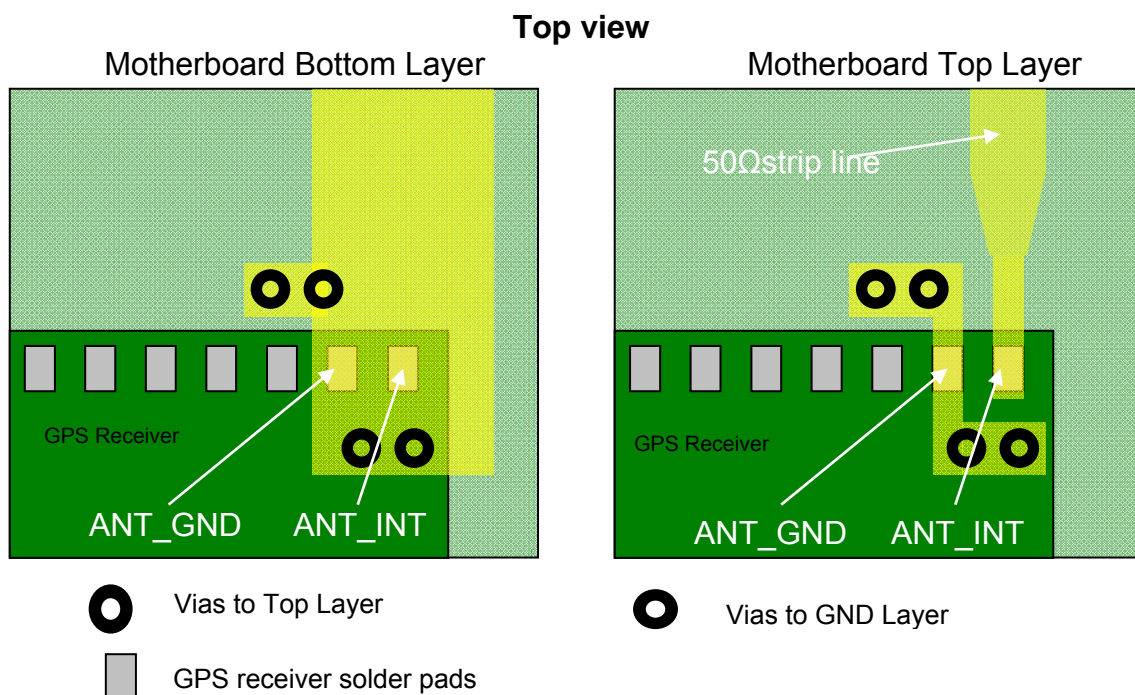 Top view
Motherboard Bottom Layer
Motherboard Top Layer
50Ωstrip line
GPS Receiver
GPS Receiver
ANT_GND
ANT_INT
ANT_GND
ANT_INT
Vias to Top Layer
Vias to GND Layer
GPS receiver solder pads